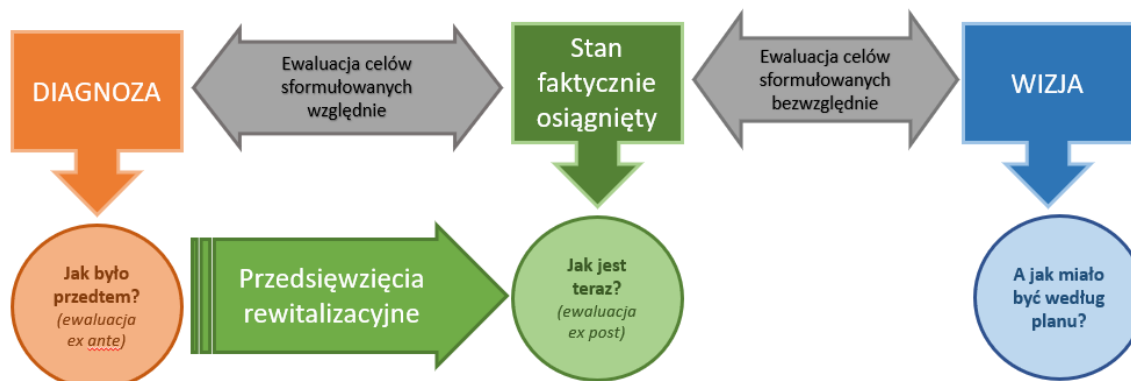 DIAGNOZA
Ewaluacja celów
sformułowanych
względnie
Stan
faktycznie
osiągnięty
Ewaluacja celów
sformułowanych
bezwzględnie
WIZJA
Jak było
przedtem?
(ewaluacja
ex ante)
Przedsięwzięcia
rewitalizacyjne
Jak jest
teraz?
(ewaluacja
ex post)
A jak miało
być według
planu?